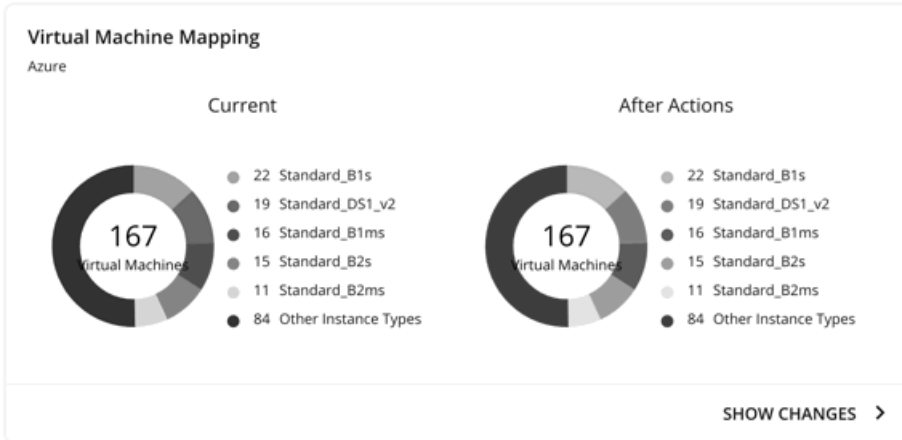 Virtual Machine Mapping
Azure
Current
167
Virtual Machines
22 Standard_B1s
19 Standard_DS1_v2
16 Standard_B1ms
15 Standard_B2s
11 Standard_B2ms
84 Other Instance Types
After Actions
167
Virtual Machines
22 Standard_B1s
19 Standard_DS1_v2
16 Standard_B1ms
15 Standard_B2s
11 Standard_B2ms
84 Other Instance Types
SHOW CHANGES